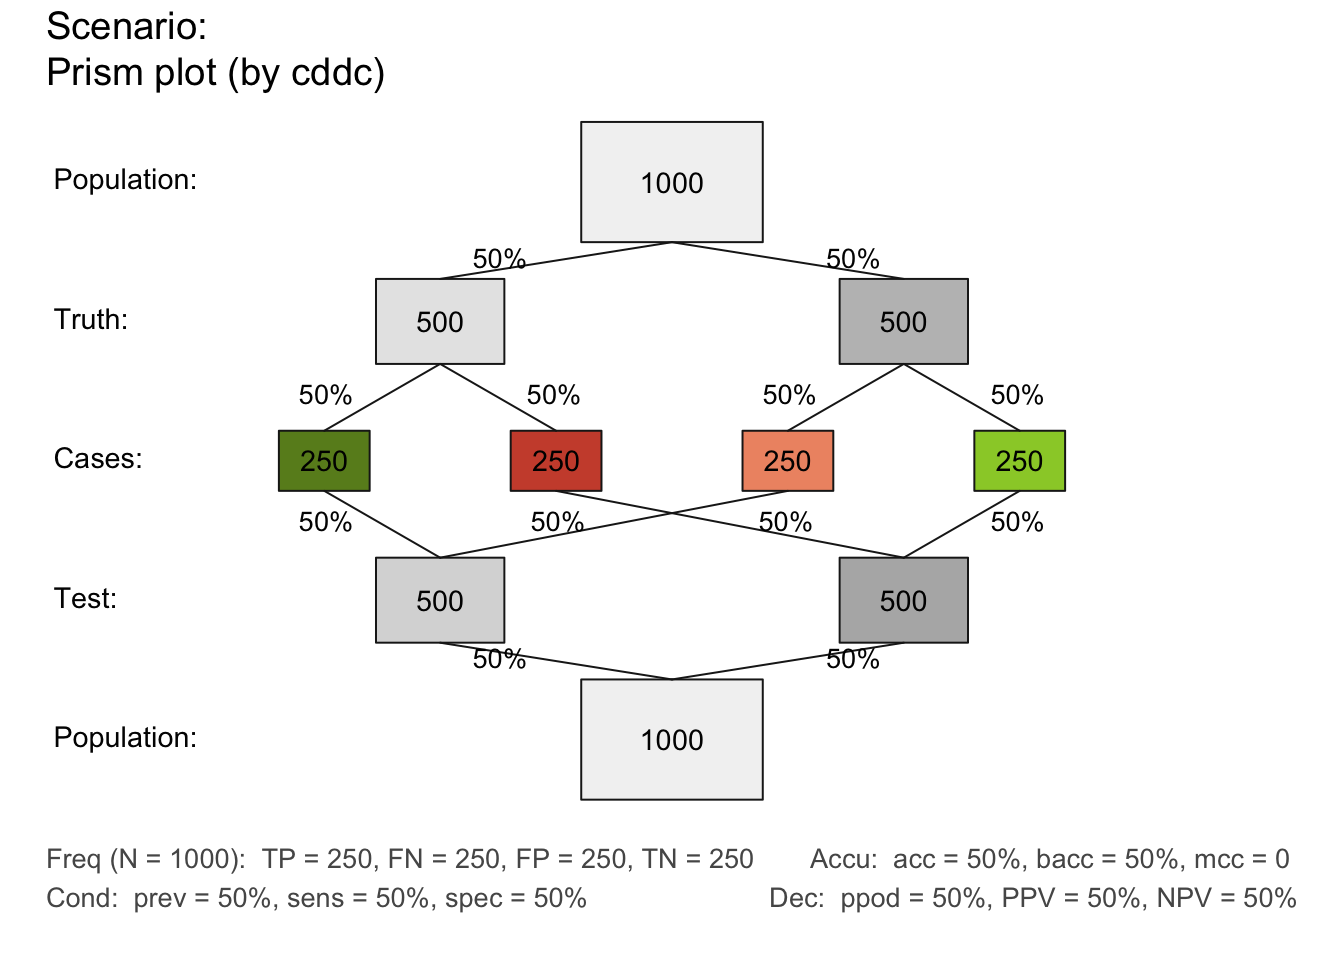 Scenario:
Prism plot (by cddc)
Population:
1000
50% 50%
Truth:
500 500
50% 50% 50% 50%
Cases:
250 250 250 250
50% 50% 50% 50%
Test:
500 500
50% 50%
Population:
1000
Freq (N = 1000):  TP = 250, FN = 250, FP = 250, TN = 250
Accu:  acc = 50%, bacc = 50%, mcc = 0
Cond:  prev = 50%, sens = 50%, spec = 50%
Dec:  ppod = 50%, PPV = 50%, NPV = 50%